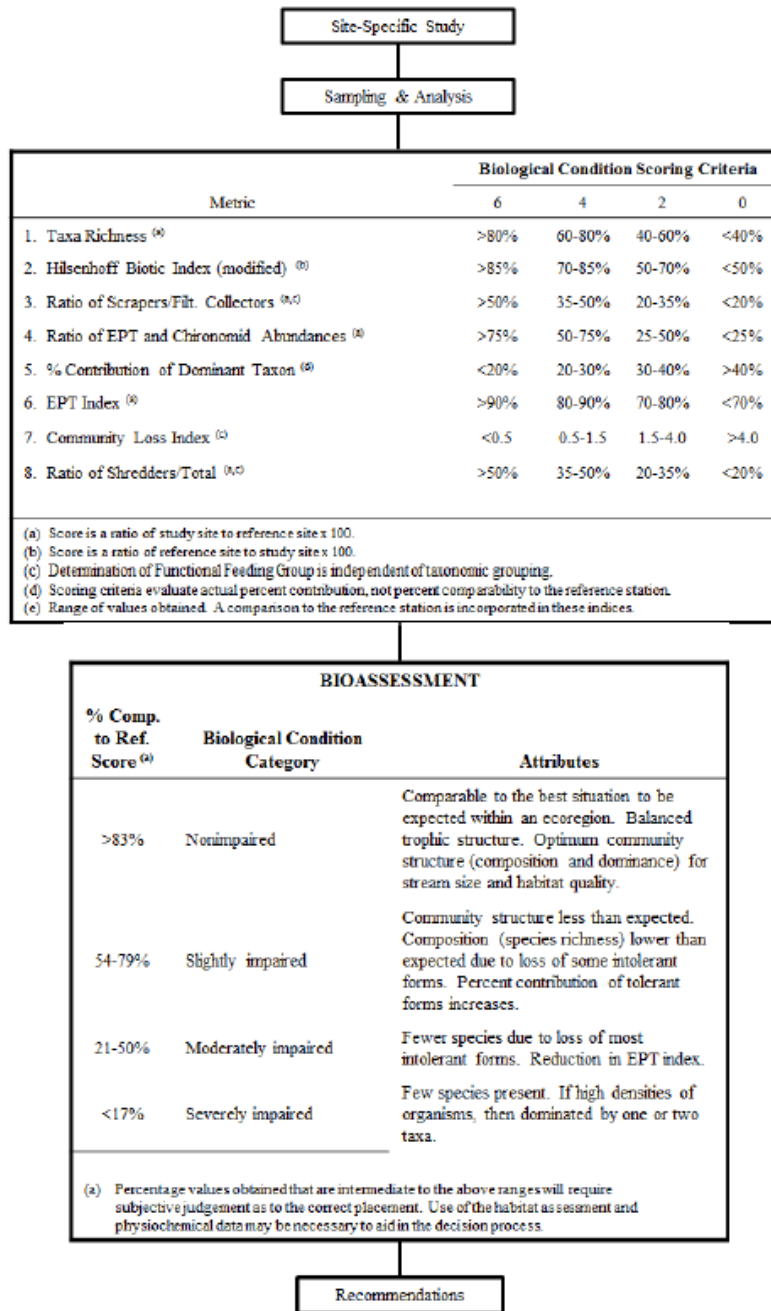 Site-Specific Study
Sampling & Analysis
Biological Condition Scoring Criteria
Metric 6 4 2 0
1. Taxa Richness (a) >80% 60-80% 40-60% <40%
2. Hilsenhoff Biotic Index (modified) (b) >85% 70-85% 50-70% <50%
3. Ratio of Scrapers/Filt. Collectors (a,c) >50% 35-50% 20-35% <20%
4. Ratio of EPT and Chironomid Abundances (a) >75% 50-75% 25-50% <25%
5. % Contribution of Dominant Taxon (d) <20% 20-30% 30-40% >40%
6. EPT Index (a) >90% 80-90% 70-80% <70%
7. Community Loss Index (c) <0.5 0.5-1.5 1.5-4.0 >4.0
8. Ratio of Shredders/Total (a,c) >50% 35-50% 20-35% <20%
(a) Score is a ratio of study site to reference site x 100.
(b) Score is a ratio of reference site to study site x 100.
(c) Determination of Functional Feeding Group is independent of taxonomic grouping.
(d) Scoring criteria evaluate actual percent contribution, not percent comparability to the reference station.
(e) Range of values obtained. A comparison to the reference station is incorporated in these indices.
BIOASSESSMENT
% Comp.
to Ref.
Score (a)
Biological Condition
Category
Attributes
>83%
Nonimpaired
Comparable to the best situation to be
expected within an ecoregion. Balanced
trophic structure. Optimum community
structure (composition and dominance) for
stream size and habitat quality.
54-79%
Slightly impaired
Community structure less than expected.
Composition (species richness) lower than
expected due to loss of some intolerant
forms. Percent contribution of tolerant
forms increases.
21-50%
Moderately impaired
Fewer species due to loss of most
intolerant forms. Reduction in EPT index.
<17%
Severely impaired
Few species present. If high densities of
organisms, then dominated by one or two
taxa.
(a) Percentage values obtained that are intermediate to the above ranges will require
subjective judgement as to the correct placement. Use of the habitat assessment and
physiochemical data may be necessary to aid in the decision process.
Recommendations